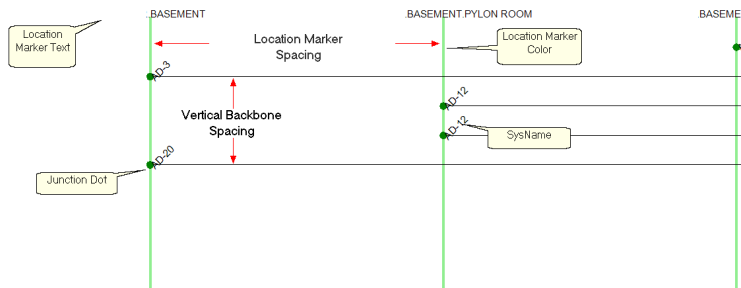 .BASEMENT
.BASEMENT.PYLON ROOM
.BASEME
Location
Marker Text
Location Marker
Spacing
Location Marker
Color
AD-3
AD-12
Vertical Backbone
Spacing
AD-12
SysName
AD-20
Junction Dot